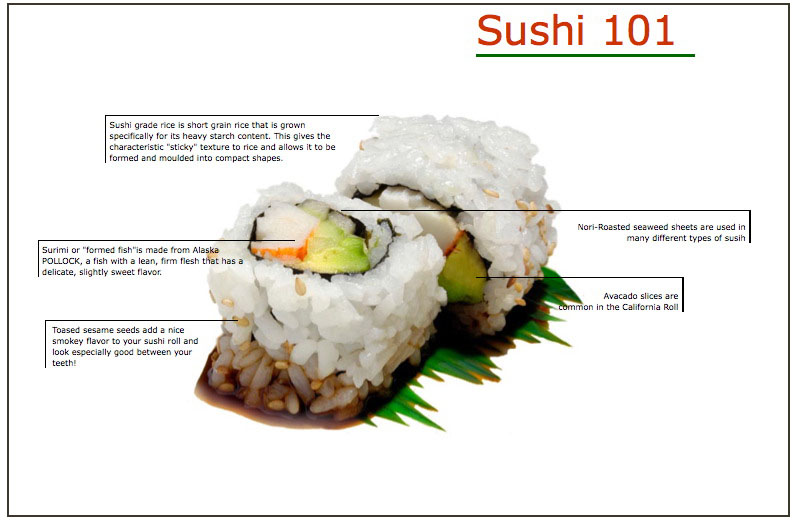 Sushi 101
Sushi grade rice is short grain rice that is grown
specifically for its heavy starch content. This gives the
characteristic "sticky" texture to rice and allows it to be
formed and moulded into compact shapes.
Nori-Roasted seaweed sheets are used in
many different types of susih
Surimi or "formed fish"is made from Alaska
POLLOCK, a fish with a lean, firm flesh that has a
delicate, slightly sweet flavor.
Avacado slices are
common in the California Roll
Toased sesame seeds add a nice
smokey flavor to your sushi roll and
look especially good between your
teeth!